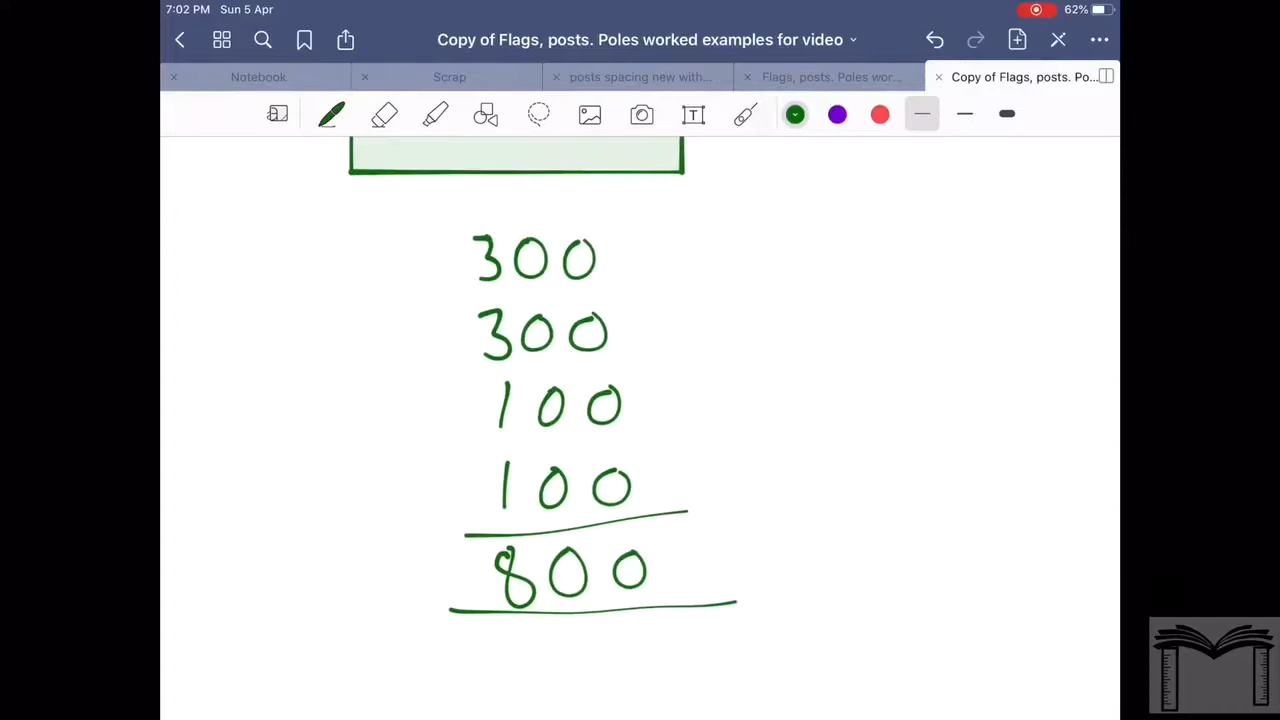 7:02 PM Sun 5 Apr 62%
Copy of Flags, posts. Poles worked examples for video
Notebook Scrap posts spacing new with... Flags, posts. Poles wor... Copy of Flags, posts. Po...
T
300
300
100
100
800